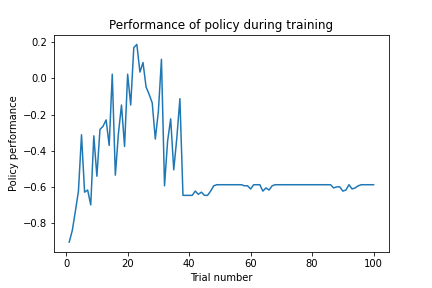 Performance of policy during training
Policy performance
0.2
0.0
−0.2
−0.4
−0.6
−0.8
0 20 40 60 80 100
Trial number